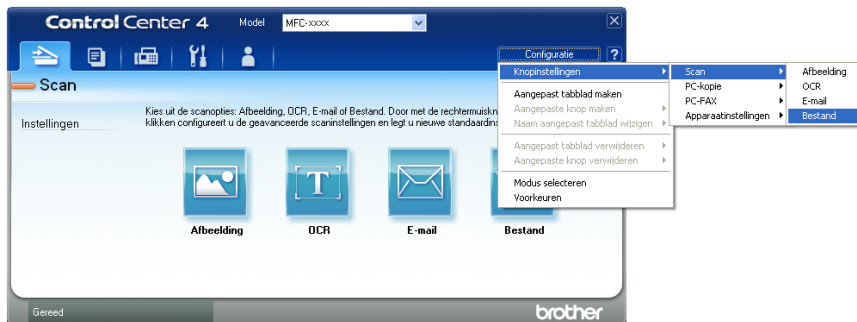 Control Center 4 Model MFC-xxxx
Configuratie ?
Scan
Instellingen
Kies uit de scanopties: Afbeelding, OCR, E-mail of Bestand. Door met de rechtermuiskn
klikken configureert u de geavanceerde scaninstellingen en legt u nieuwe standaardins
Afbeelding OCR E-mail Bestand
Knopinstellingen
Aangepast tabblad maken
Aangepaste knop maken
Naam aangepast tabblad wijzigen
Aangepast tabblad verwijderen
Aangepaste knop verwijderen
Modus selecteren
Voorkeuren
Scan
PC-kopie
PC-FAX
Apparaatinstellingen
Afbeelding
OCR
E-mail
Bestand
Gereed brother